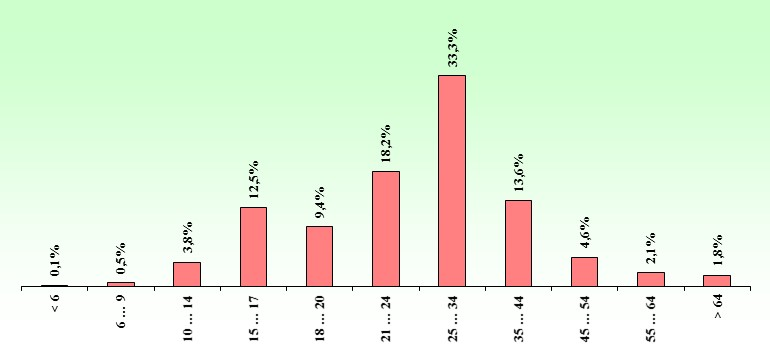 0,1%
0,5%
3,8%
12,5%
9,4%
18,2%
33,3%
13,6%
4,6%
2,1%
1,8%
< 6
6 ... 9
10 ... 14
15 ... 17
18 ... 20
21 ... 24
25 ... 34
35 ... 44
45 ... 54
55 ... 64
> 64